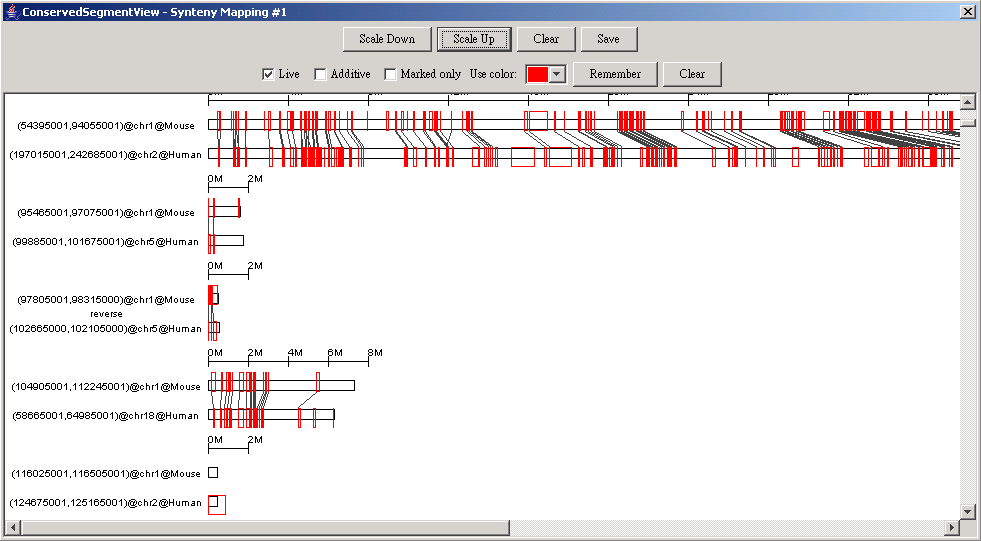 ConservedSegmentView - Synteny Mapping #1
Scale Down Scale Up Clear Save
Live Additive Marked only Use color: Remember Clear
(54395001,94055001)@chr1@Mouse
(197015001,242685001)@chr2@Human
0M 2M
(95465001,97075001)@chr1@Mouse
(99885001,101675001)@chr5@Human
0M 2M
(97805001,98315000)@chr1@Mouse
reverse
(102665000,102105000)@chr5@Human
0M 2M 4M 6M 8M
(104905001,112245001)@chr1@Mouse
(58665001,64985001)@chr18@Human
0M 2M
(116025001,116505001)@chr1@Mouse
(124675001,125165001)@chr2@Human